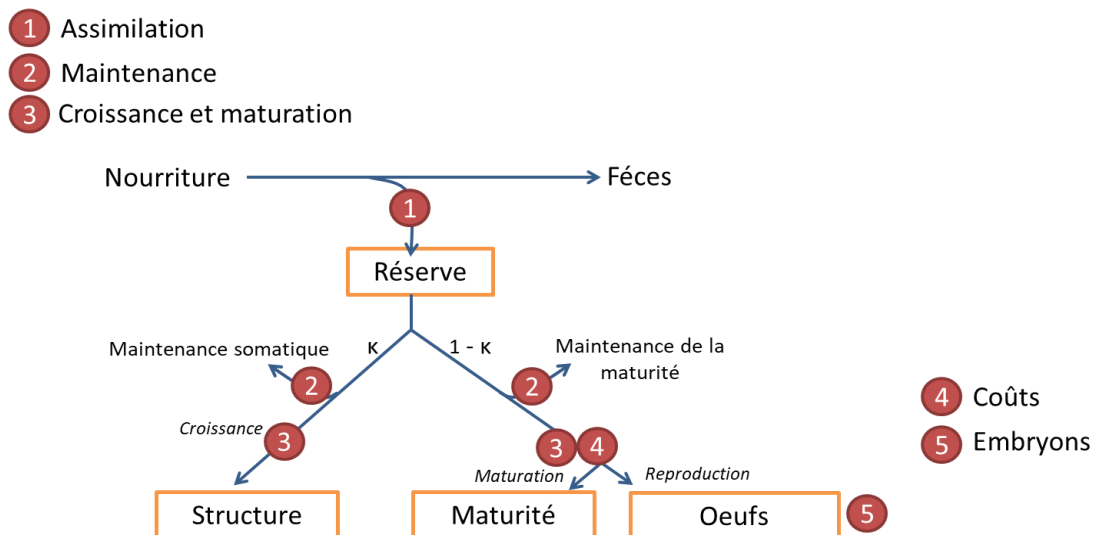 1 Assimilation
2 Maintenance
3 Croissance et maturation
Nourriture
Féces
1
Réserve
Maintenance somatique
κ
1 - κ
Maintenance de la
maturité
2
2
4 Coûts
Croissance
3
3
4
5 Embryons
Maturation
Reproduction
Structure
Maturité
Oeufs
5